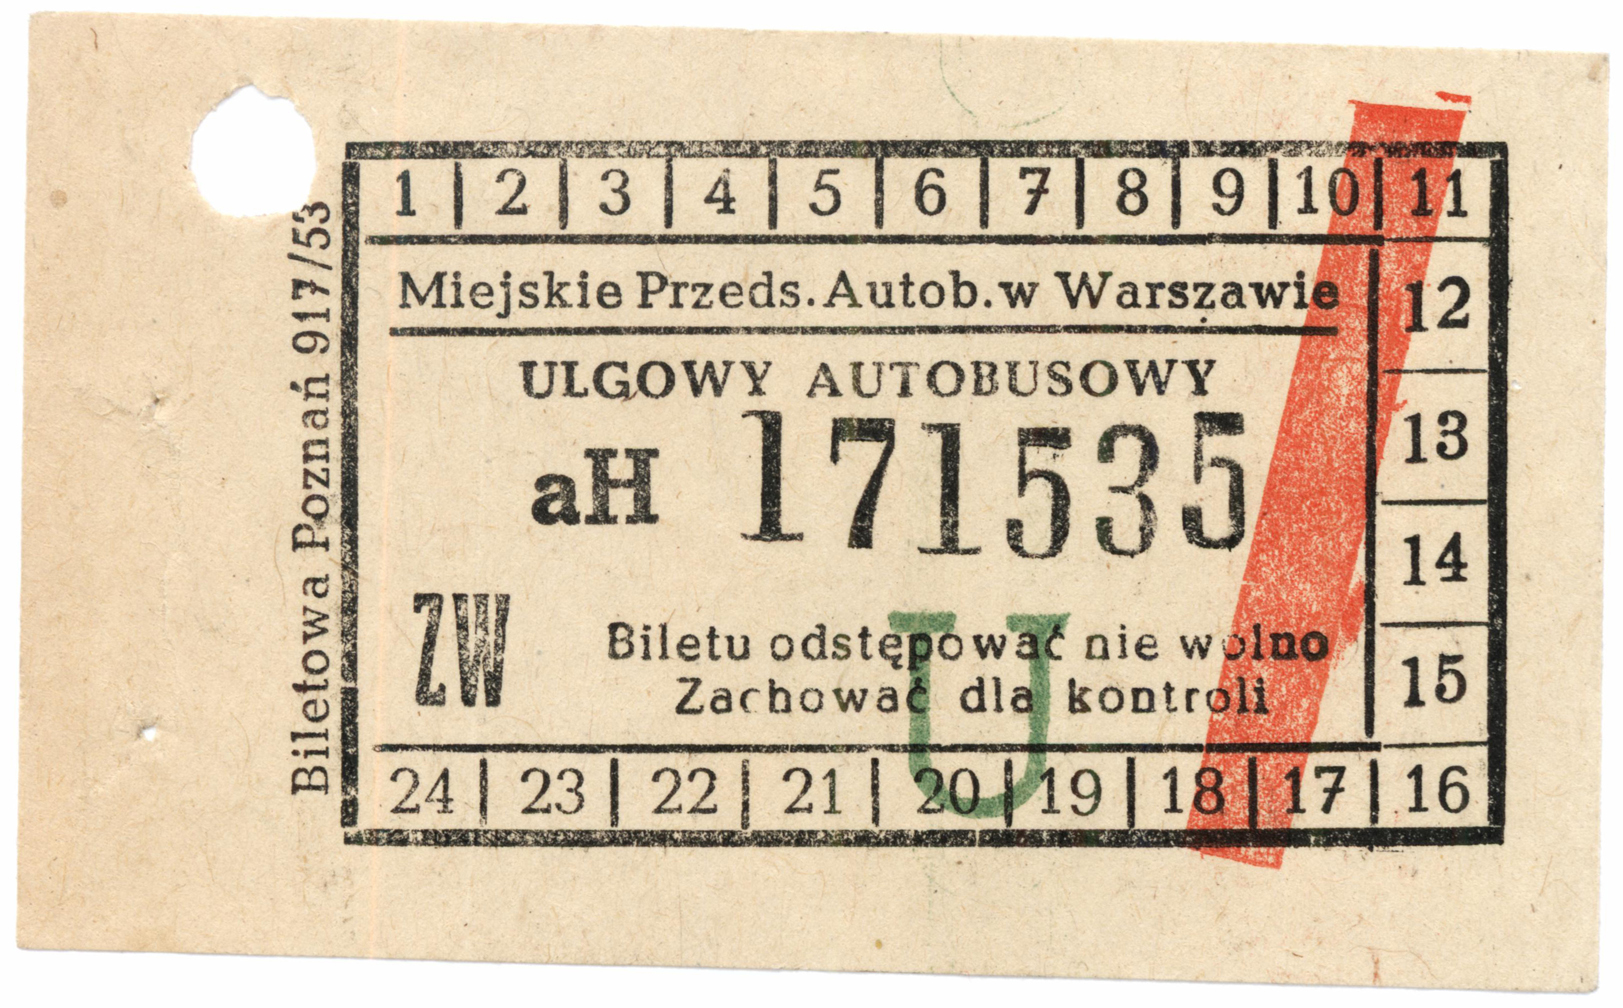 Biletowa Poznań 917/53
1 2 3 4 5 6 7 8 9 10 11
Miejskie Przeds. Autob. w Warszawie
ULGOWY AUTOBUSOWY
aH 171535
ZW
U
Biletu odstępować nie wolno
Zachować dla kontroli
12
13
14
15
24 23 22 21 20 19 18 17 16